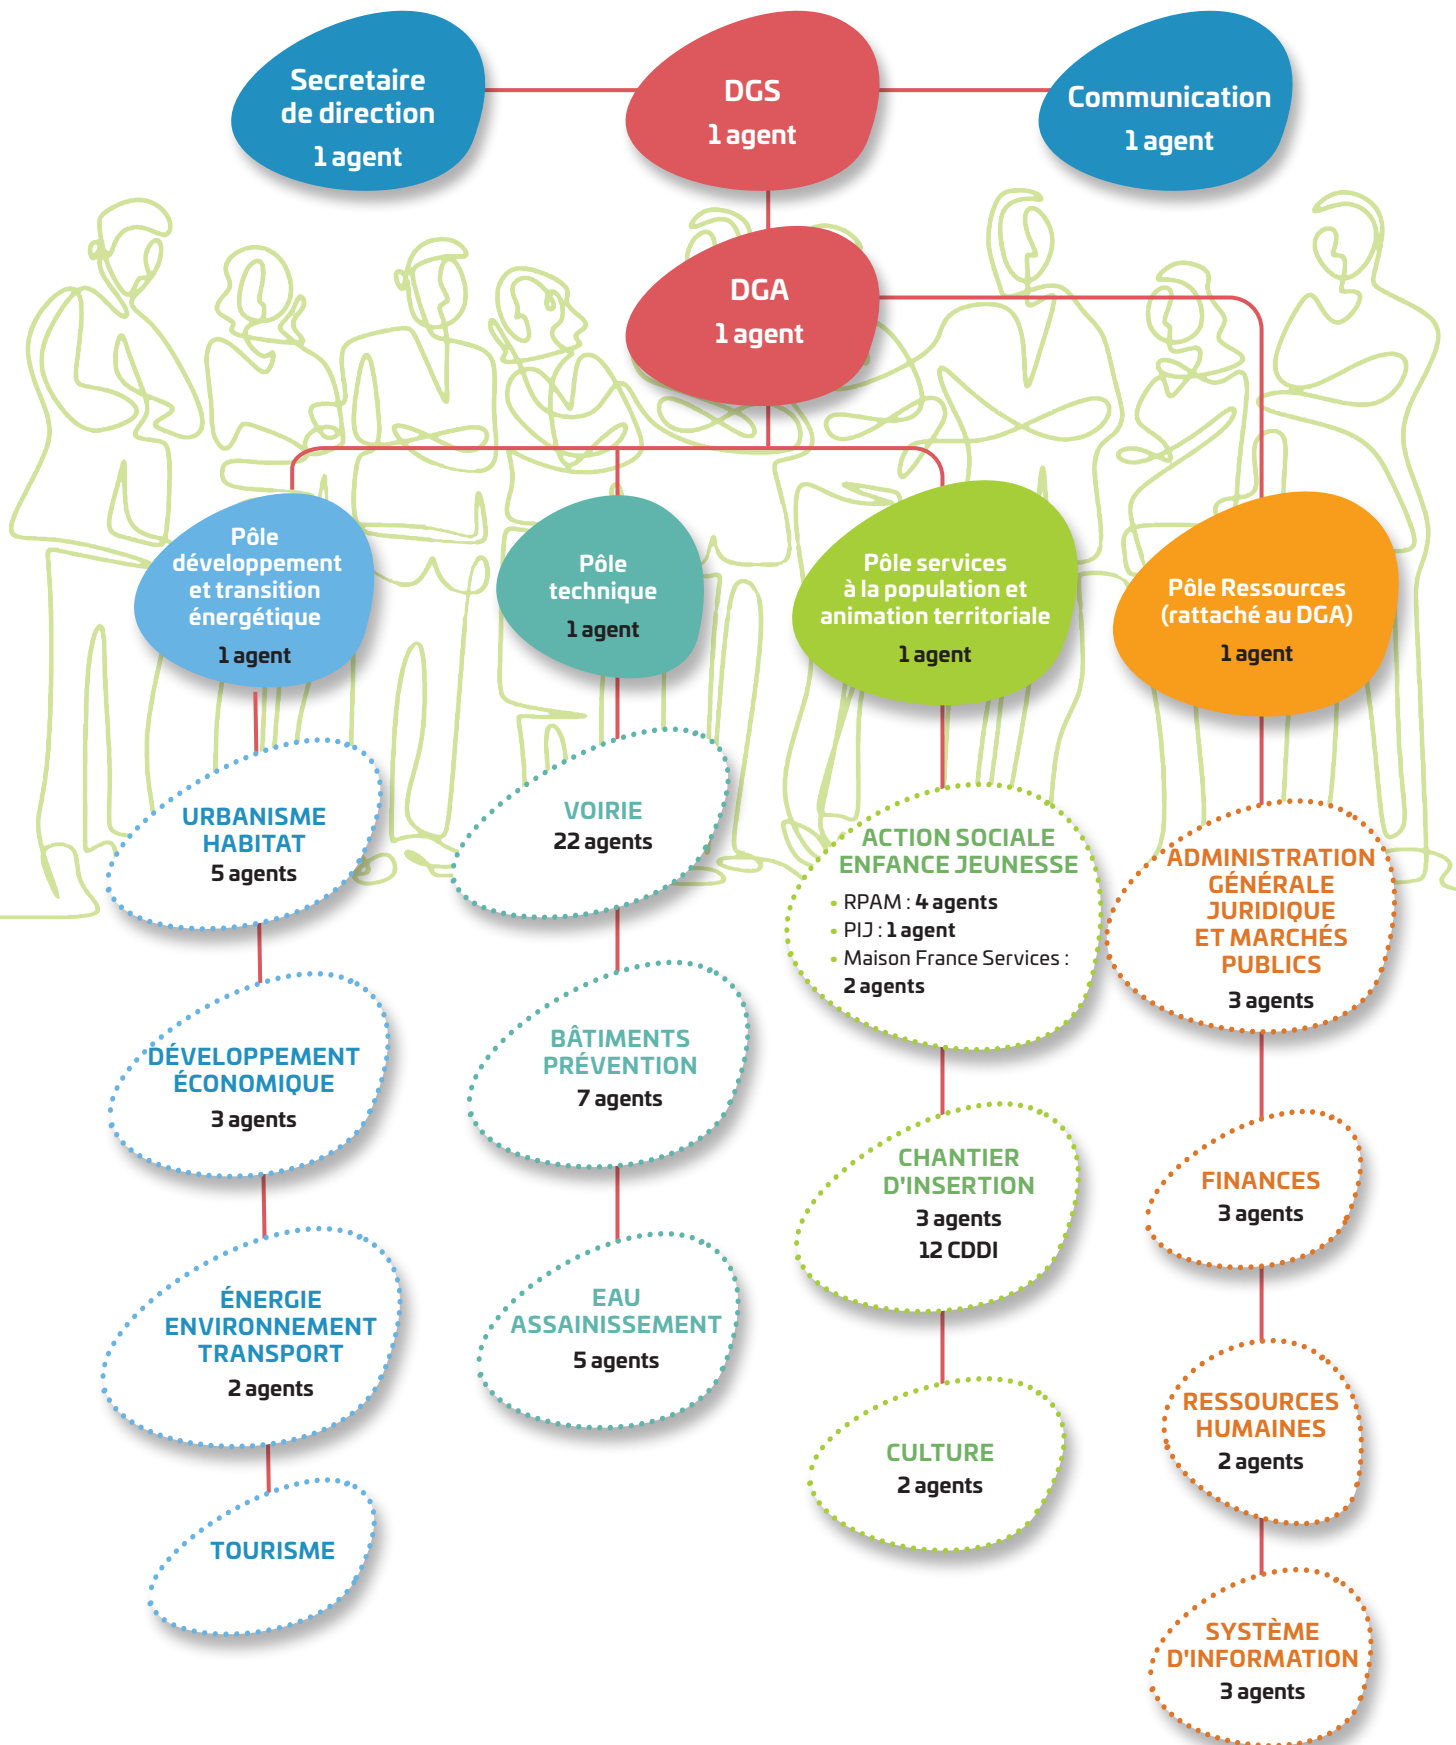 Secretaire
de direction
1 agent
DGS
1 agent
Communication
1 agent
DGA
1 agent
Pôle
développement
et transition
énergétique
1 agent
Pôle
technique
1 agent
Pôle services
à la population et
animation territoriale
1 agent
Pôle Ressources
(rattaché au DGA)
1 agent
URBANISME
HABITAT
5 agents
DÉVELOPPEMENT
ÉCONOMIQUE
3 agents
ÉNERGIE
ENVIRONNEMENT
TRANSPORT
2 agents
TOURISME
VOIRIE
22 agents
BÂTIMENTS
PRÉVENTION
7 agents
EAU
ASSAINISSEMENT
5 agents
ACTION SOCIALE
ENFANCE JEUNESSE
• RPAM : 4 agents
• PIJ : 1 agent
• Maison France Services :
2 agents
CHANTIER
D'INSERTION
3 agents
12 CDDI
CULTURE
2 agents
ADMINISTRATION
GÉNÉRALE
JURIDIQUE
ET MARCHÉS
PUBLICS
3 agents
FINANCES
3 agents
RESSOURCES
HUMAINES
2 agents
SYSTÈME
D'INFORMATION
3 agents